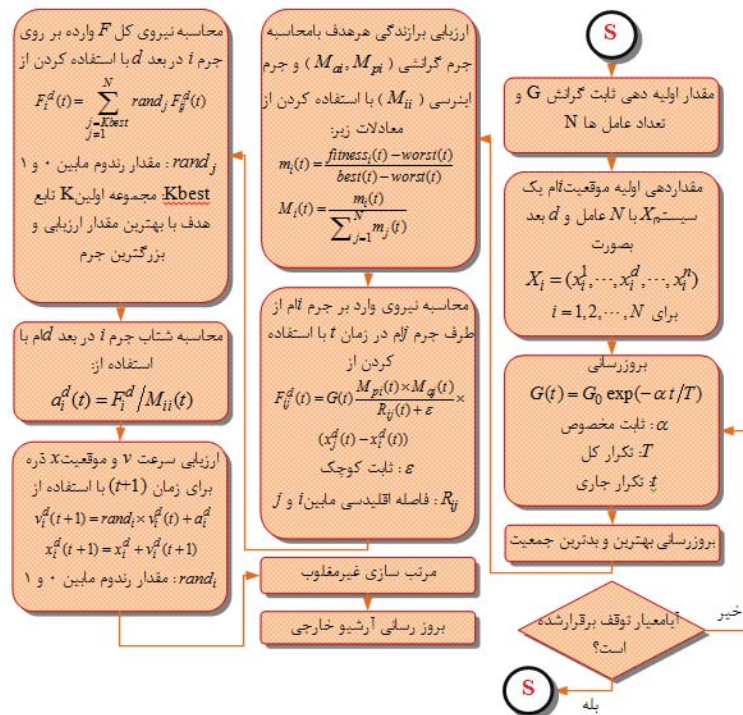 S
مقدار اولیه دهی ثابت گرانش G و
تعداد عامل ها N
مقداردهی اولیه موقعیت iام یک
سیستم X با N عامل و d بعد
بصورت
X_i = (x_i^1, ⋯, x_i^d, ⋯, x_i^n)
برای i = 1, 2, ⋯, N
بروزرسانی
G(t) = G_0 exp(−α t/T)
α : ثابت مخصوص
T: تکرار کل
t: تکرار جاری
بروزرسانی بهترین و بدترین جمعیت
ارزیابی برازندگی هرهدف بامحاسبه
جرم گرانشی (M_ai, M_pi) و جرم
اینرسی (M_ii) با استفاده کردن از
معادلات زیر:
m_i(t) = (fitness_i(t) − worst(t)) / (best(t) − worst(t))
M_i(t) = m_i(t) / ∑_{j=1}^{N} m_j(t)
محاسبه نیروی وارد بر جرم iام از
طرف جرم jام در زمان t با استفاده
کردن از
F_ij^d(t) = G(t) (M_pi(t) × M_aj(t)) / (R_ij(t) + ε) ×
(x_j^d(t) − x_i^d(t))
ε : ثابت کوچک
R_ij : فاصله اقلیدسی مابین i و j
محاسبه نیروی کل F وارده بر روی
جرم i در بعد d با استفاده کردن از
F_i^d(t) = ∑_{j=Kbest, j≠1}^{N} rand_j F_ij^d(t)
rand_j : مقدار رندوم مابین ۰ و ۱
Kbest: مجموعه اولین K تابع
هدف با بهترین مقدار ارزیابی و
بزرگترین جرم
محاسبه شتاب جرم i در بعد dام با
استفاده از:
a_i^d(t) = F_i^d / M_ii(t)
ارزیابی سرعت v و موقعیت x ذره
برای زمان (t+1) با استفاده از
v_i^d(t+1) = rand_i × v_i^d(t) + a_i^d
x_i^d(t+1) = x_i^d + v_i^d(t+1)
rand_i : مقدار رندوم مابین ۰ و ۱
مرتب سازی غیرمغلوب
بروز رسانی آرشیو خارجی
آیامعیار توقف برقرارشده
است؟
خیر
بله
S